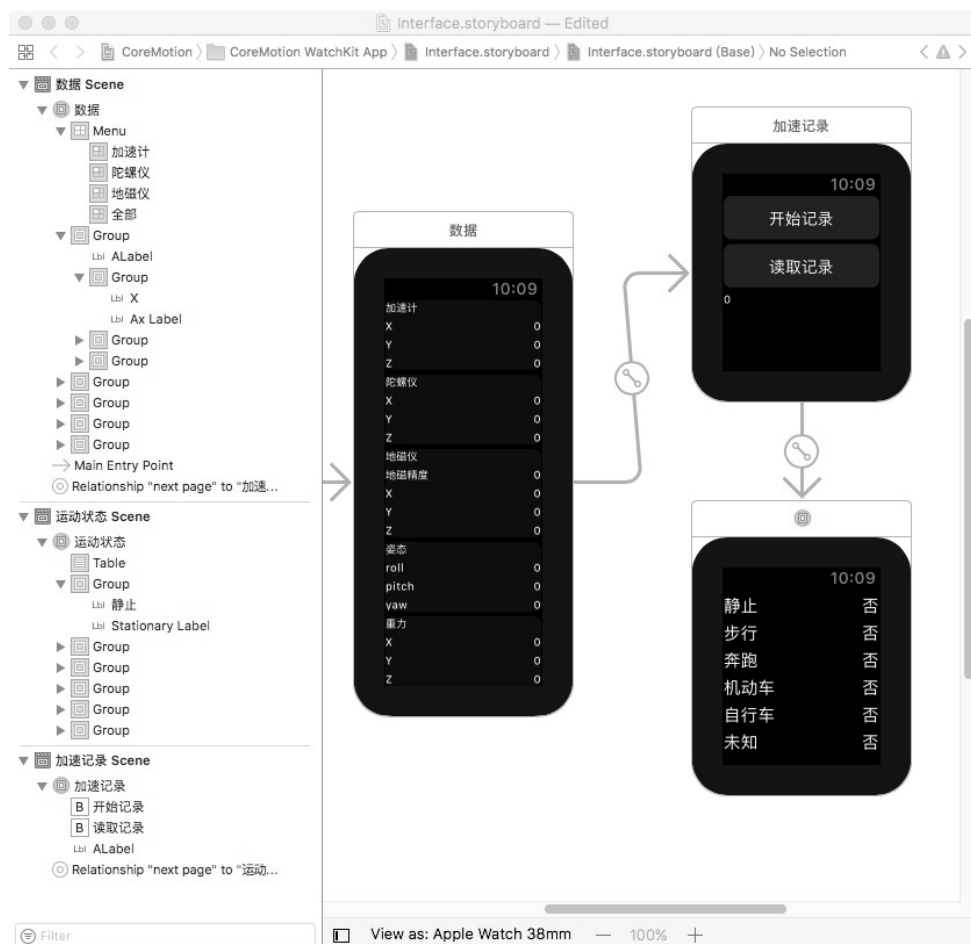 Interface.storyboard — Edited
CoreMotion 〉 CoreMotion WatchKit App 〉 Interface.storyboard 〉 Interface.storyboard (Base) 〉 No Selection
数据 Scene
数据
Menu
加速计
陀螺仪
地磁仪
全部
Group
Lbl ALabel
Group
Lbl X
Lbl Ax Label
Group
Group
Group
Group
Group
Group
Main Entry Point
Relationship "next page" to "加速...
运动状态 Scene
运动状态
Table
Group
Lbl 静止
Lbl Stationary Label
Group
Group
Group
Group
Group
加速记录 Scene
加速记录
B 开始记录
B 读取记录
Lbl ALabel
Relationship "next page" to "运动...
Filter
数据
10:09
加速计
X 0
Y 0
Z 0
陀螺仪
X 0
Y 0
Z 0
地磁仪
地磁精度 0
X 0
Y 0
Z 0
姿态
roll 0
pitch 0
yaw 0
重力
X 0
Y 0
Z 0
加速记录
10:09
开始记录
读取记录
0
10:09
静止 否
步行 否
奔跑 否
机动车 否
自行车 否
未知 否
View as: Apple Watch 38mm — 100% +